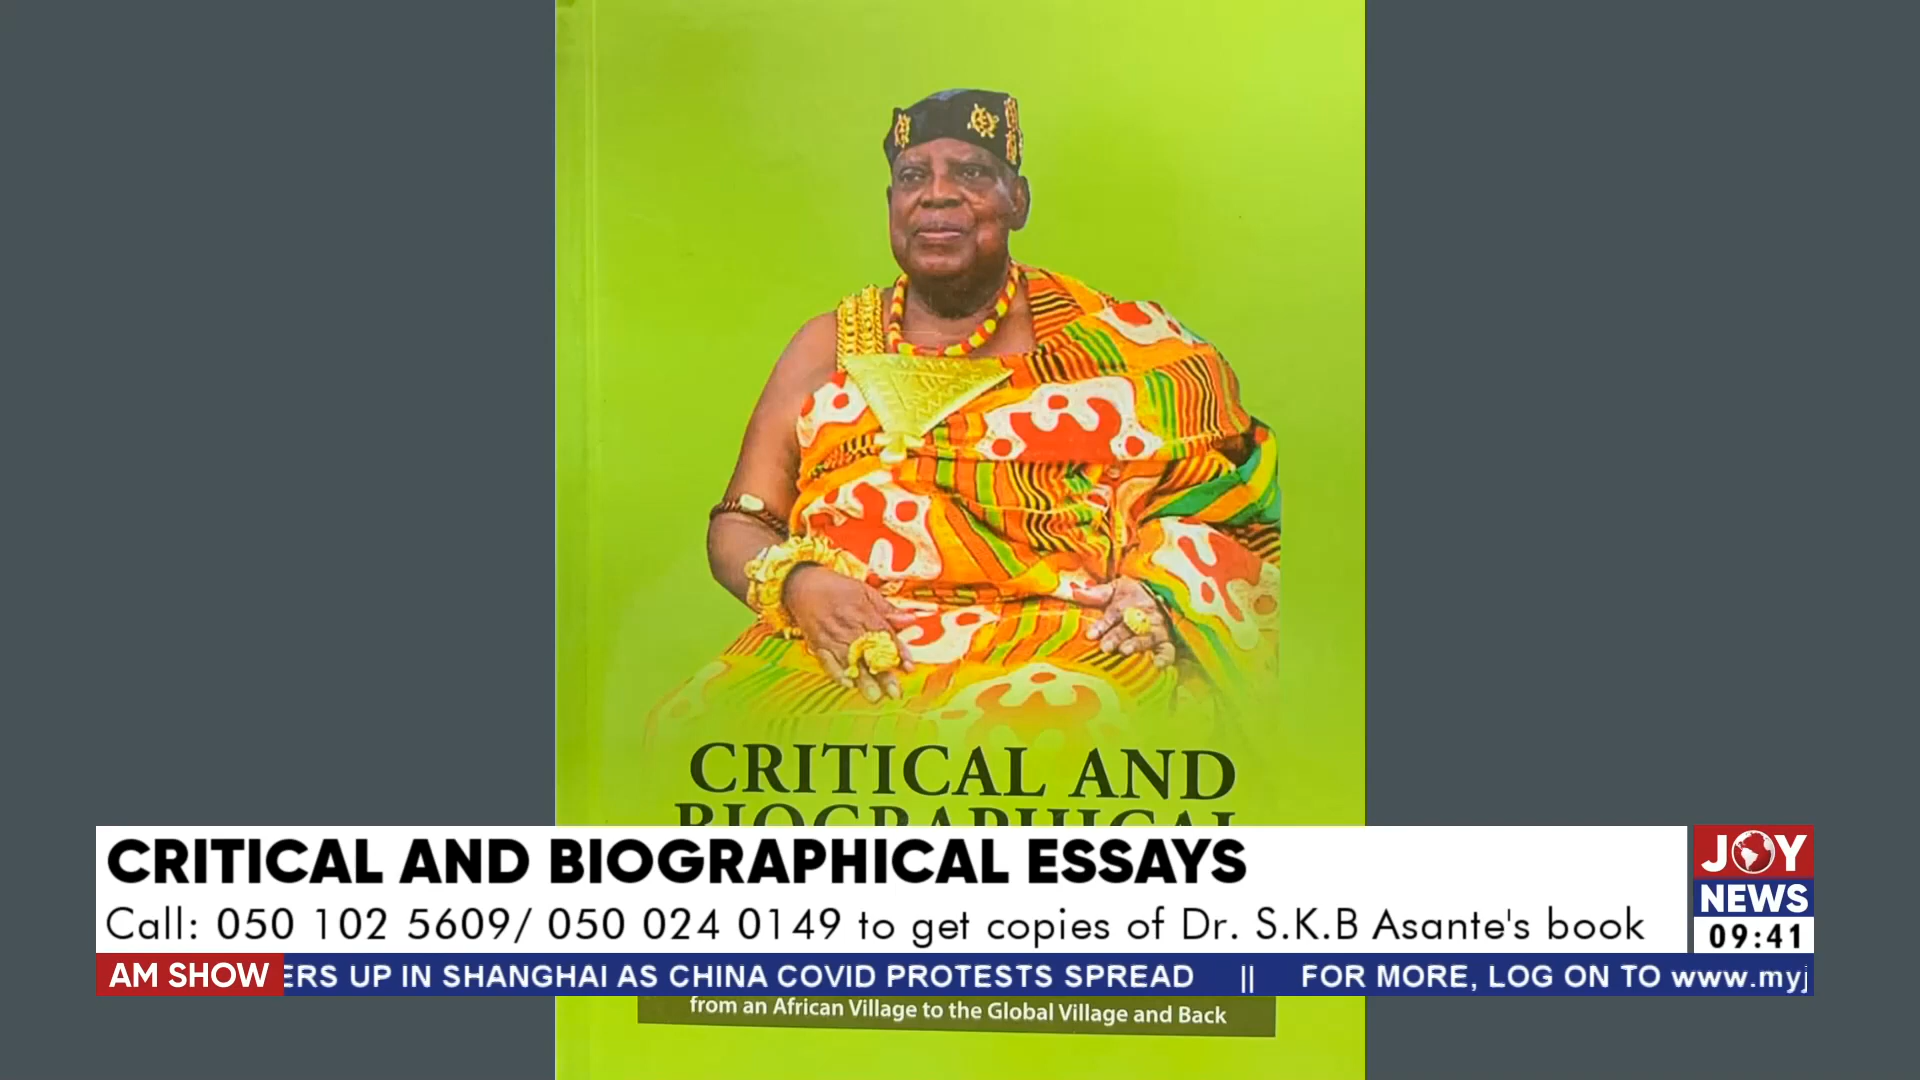 CRITICAL AND
BIOGRAPHICAL
CRITICAL AND BIOGRAPHICAL ESSAYS
Call: 050 102 5609/ 050 024 0149 to get copies of Dr. S.K.B Asante's book
JOY
NEWS
09:41
AM SHOW
ERS UP IN SHANGHAI AS CHINA COVID PROTESTS SPREAD || FOR MORE, LOG ON TO www.myj
from an African Village to the Global Village and Back